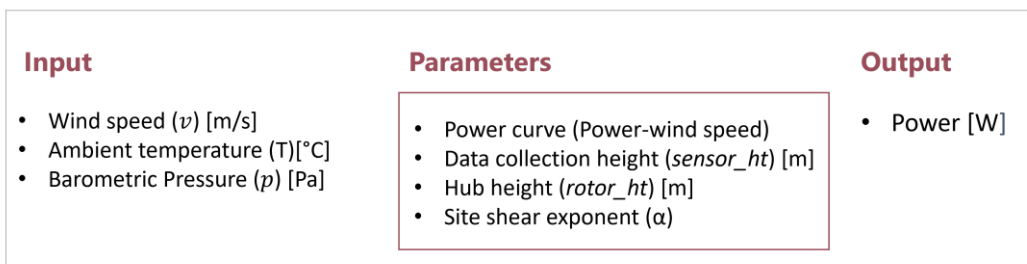 Input
• Wind speed (v) [m/s]
• Ambient temperature (T)[°C]
• Barometric Pressure (p) [Pa]
Parameters
• Power curve (Power-wind speed)
• Data collection height (sensor_ht) [m]
• Hub height (rotor_ht) [m]
• Site shear exponent (α)
Output
• Power [W]